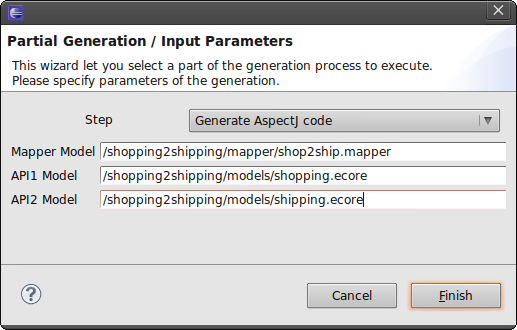 Partial Generation / Input Parameters
This wizard let you select a part of the generation process to execute.
Please specify parameters of the generation.
Step Generate AspectJ code
Mapper Model /shopping2shipping/mapper/shop2ship.mapper
API1 Model /shopping2shipping/models/shopping.ecore
API2 Model /shopping2shipping/models/shipping.ecore
? Cancel Finish